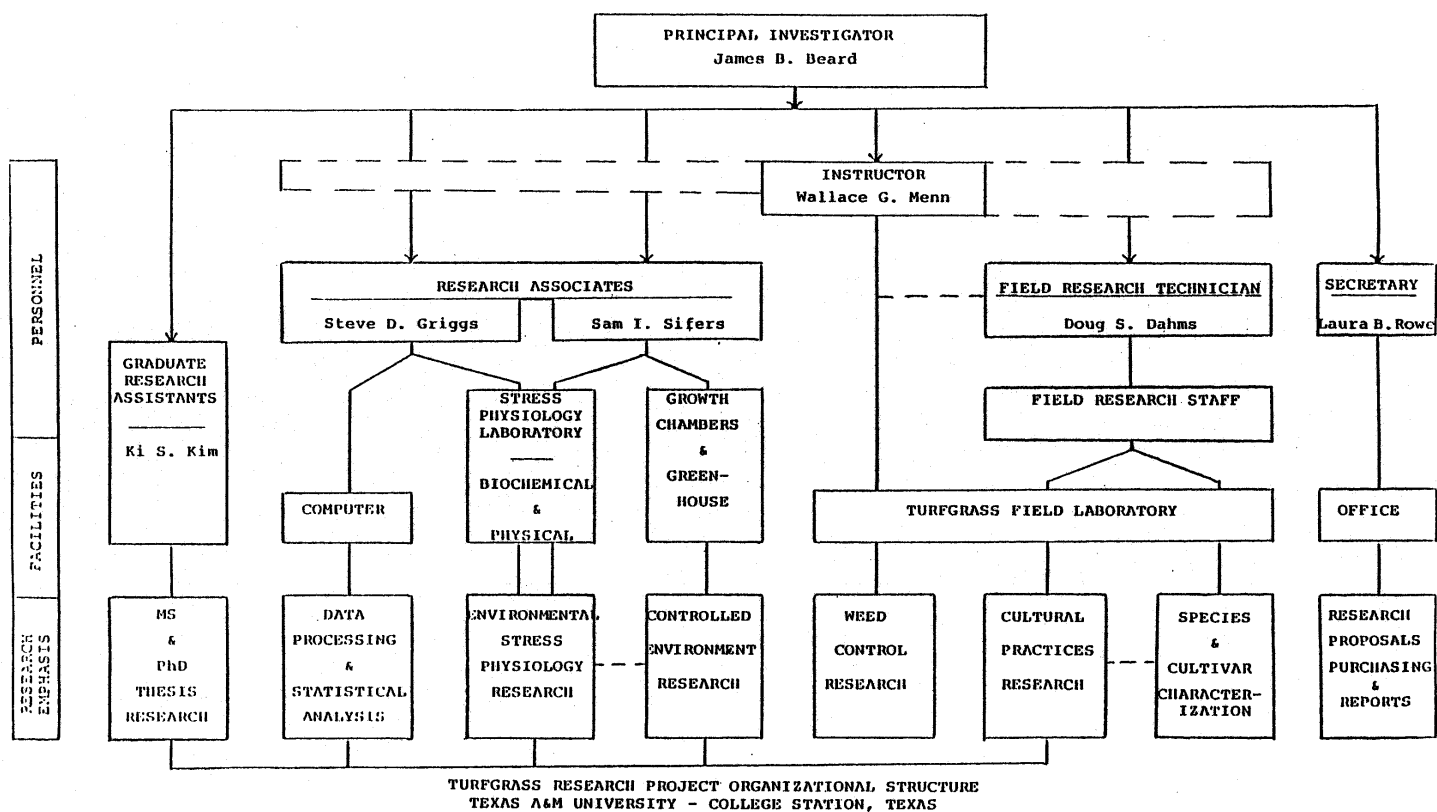 PRINCIPAL INVESTIGATOR
James B. Beard
INSTRUCTOR
Wallace G. Menn
PERSONNEL
RESEARCH ASSOCIATES
Steve D. Griggs
Sam I. Sifers
FIELD RESEARCH TECHNICIAN
Doug S. Dahms
SECRETARY
Laura B. Rowe
GRADUATE
RESEARCH
ASSISTANTS
Ki S. Kim
FIELD RESEARCH STAFF
FACILITIES
COMPUTER
STRESS
PHYSIOLOGY
LABORATORY
BIOCHEMICAL
&
PHYSICAL
GROWTH
CHAMBERS
&
GREEN-
HOUSE
TURFGRASS FIELD LABORATORY
OFFICE
RESEARCH
EMPHASIS
MS
&
PhD
THESIS
RESEARCH
DATA
PROCESSING
&
STATISTICAL
ANALYSIS
ENVIRONMENTAL
STRESS
PHYSIOLOGY
RESEARCH
CONTROLLED
ENVIRONMENT
RESEARCH
WEED
CONTROL
RESEARCH
CULTURAL
PRACTICES
RESEARCH
SPECIES
&
CULTIVAR
CHARACTER-
IZATION
RESEARCH
PROPOSALS
PURCHASING
&
REPORTS
TURFGRASS RESEARCH PROJECT ORGANIZATIONAL STRUCTURE
TEXAS A&M UNIVERSITY - COLLEGE STATION, TEXAS